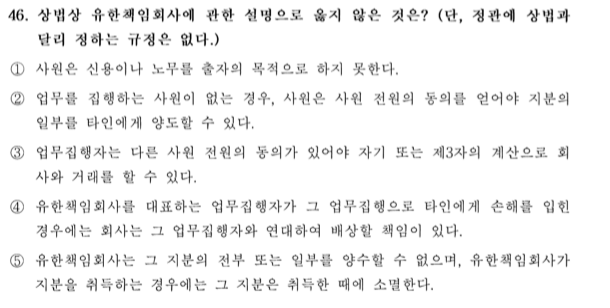 46. 상법상 유한책임회사에 관한 설명으로 옳지 않은 것은? (단, 정관에 상법과
달리 정하는 규정은 없다.)
① 사원은 신용이나 노무를 출자의 목적으로 하지 못한다.
② 업무를 집행하는 사원이 없는 경우, 사원은 사원 전원의 동의를 얻어야 지분의
일부를 타인에게 양도할 수 있다.
③ 업무집행자는 다른 사원 전원의 동의가 있어야 자기 또는 제3자의 계산으로 회
사와 거래를 할 수 있다.
④ 유한책임회사를 대표하는 업무집행자가 그 업무집행으로 타인에게 손해를 입힌
경우에는 회사는 그 업무집행자와 연대하여 배상할 책임이 있다.
⑤ 유한책임회사는 그 지분의 전부 또는 일부를 양수할 수 없으며, 유한책임회사가
지분을 취득하는 경우에는 그 지분은 취득한 때에 소멸한다.